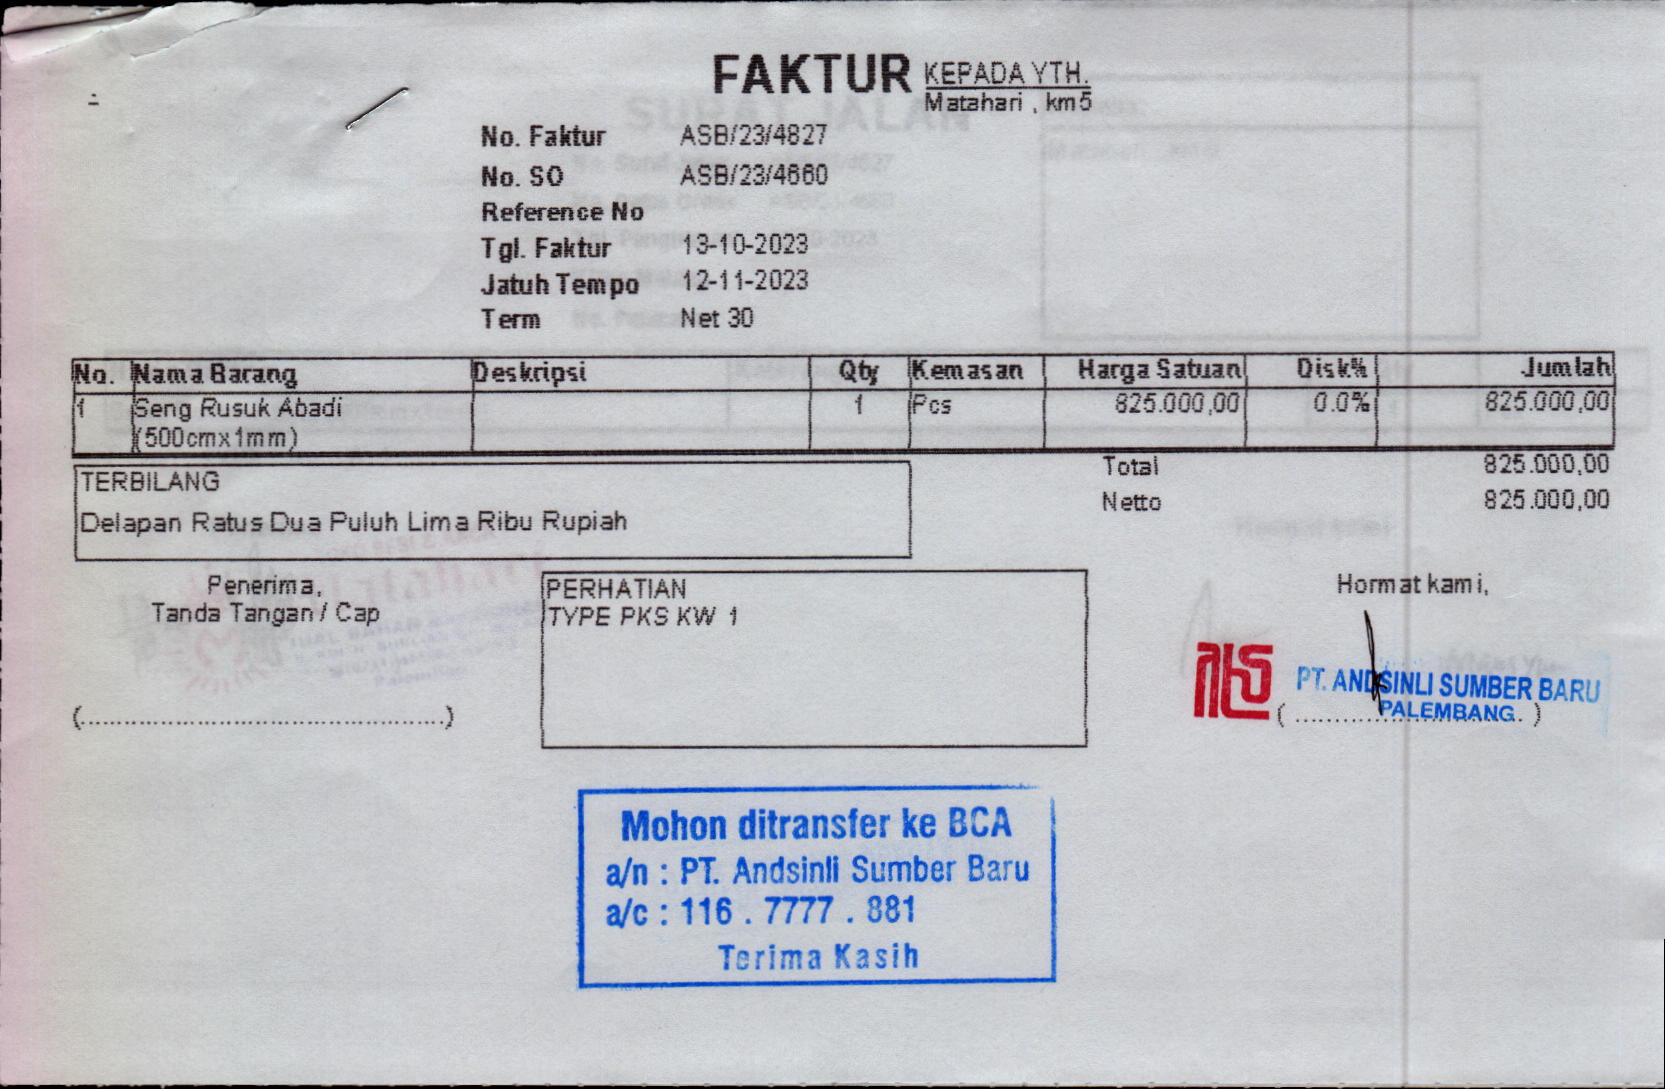 FAKTUR
KEPADA YTH.
Matahari , km5
No. Faktur ASB/23/4827
No. SO ASB/23/4660
Reference No
Tgl. Faktur 13-10-2023
Jatuh Tempo 12-11-2023
Term Net 30
No. Nama Barang Deskripsi Qty Kemasan Harga Satuan Disk% Jumlah
1 Seng Rusuk Abadi 1 Pcs 825.000,00 0.0% 825.000,00
(500cmx1mm)
Total 825.000,00
Netto 825.000,00
TERBILANG
Delapan Ratus Dua Puluh Lima Ribu Rupiah
Penerima,
Tanda Tangan / Cap
(..............................................)
PERHATIAN
TYPE PKS KW 1
Hormat kami,
PT. ANDSINLI SUMBER BARU
PALEMBANG.
Mohon ditransfer ke BCA
a/n : PT. Andsinli Sumber Baru
a/c : 116 . 7777 . 881
Terima Kasih